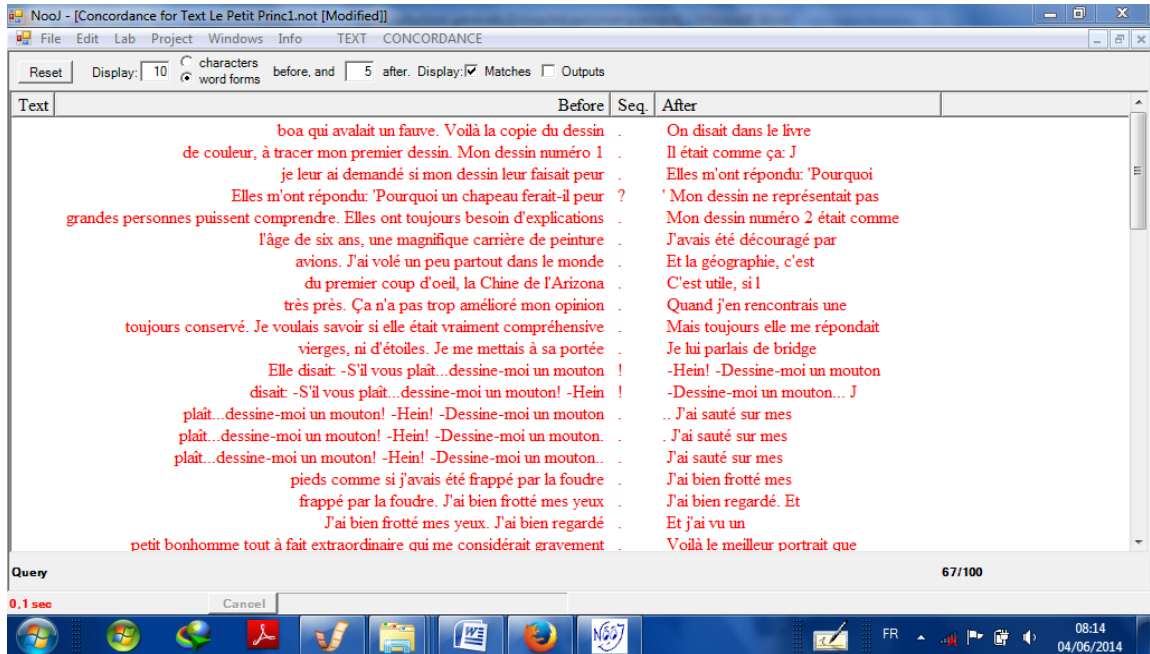 NooJ - [Concordance for Text Le Petit Princ1.not [Modified]]
File Edit Lab Project Windows Info TEXT CONCORDANCE
Reset Display: 10 characters word forms before, and 5 after. Display: Matches Outputs
Text Before Seq. After
boa qui avalait un fauve. Voilà la copie du dessin . On disait dans le livre
de couleur, à tracer mon premier dessin. Mon dessin numéro 1 . Il était comme ça: J
je leur ai demandé si mon dessin leur faisait peur . Elles m'ont répondu: 'Pourquoi
Elles m'ont répondu: 'Pourquoi un chapeau ferait-il peur ? ' Mon dessin ne représentait pas
grandes personnes puissent comprendre. Elles ont toujours besoin d'explications . Mon dessin numéro 2 était comme
l'âge de six ans, une magnifique carrière de peinture . J'avais été découragé par
avions. J'ai volé un peu partout dans le monde . Et la géographie, c'est
du premier coup d'oeil, la Chine de l'Arizona . C'est utile, si l
très près. Ça n'a pas trop amélioré mon opinion . Quand j'en rencontrais une
toujours conservé. Je voulais savoir si elle était vraiment compréhensive . Mais toujours elle me répondait
vierges, ni d'étoiles. Je me mettais à sa portée . Je lui parlais de bridge
Elle disait: -S'il vous plaît...dessine-moi un mouton ! -Hein! -Dessine-moi un mouton
disait: -S'il vous plaît...dessine-moi un mouton! -Hein ! -Dessine-moi un mouton... J
plaît...dessine-moi un mouton! -Hein! -Dessine-moi un mouton . .. J'ai sauté sur mes
plaît...dessine-moi un mouton! -Hein! -Dessine-moi un mouton. . . J'ai sauté sur mes
plaît...dessine-moi un mouton! -Hein! -Dessine-moi un mouton.. . J'ai sauté sur mes
pieds comme si j'avais été frappé par la foudre . J'ai bien frotté mes
frappé par la foudre. J'ai bien frotté mes yeux . J'ai bien regardé. Et
J'ai bien frotté mes yeux. J'ai bien regardé . Et j'ai vu un
petit bonhomme tout à fait extraordinaire qui me considérait gravement . Voilà le meilleur portrait que
Query 67/100
0,1 sec Cancel
NooJ FR 08:14
04/06/2014